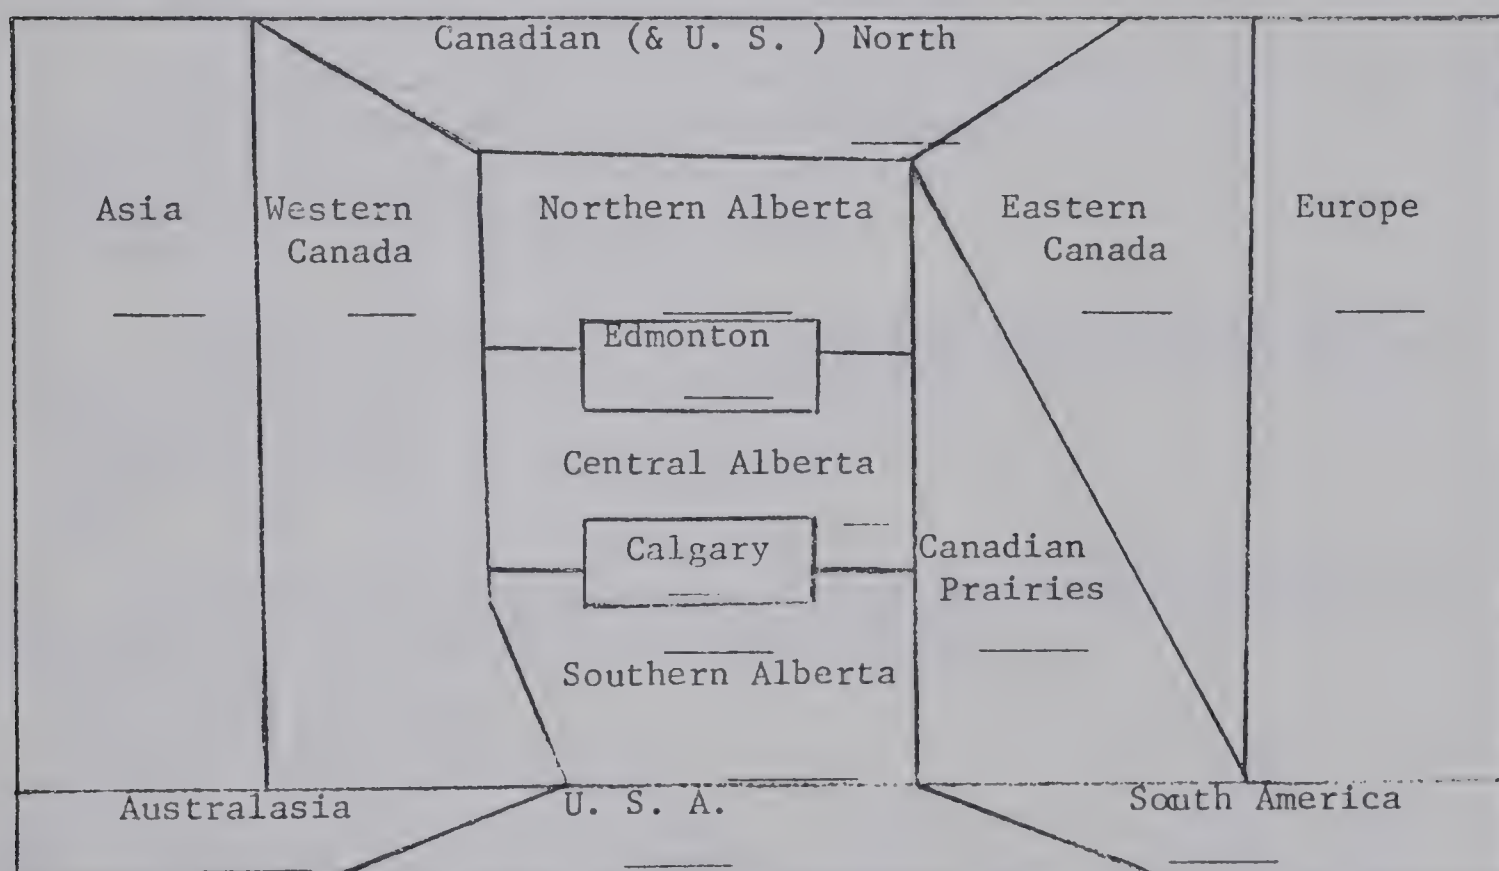 Canadian (& U. S. ) North
Asia
Western
Canada
Northern Alberta
Eastern
Canada
Europe
Edmonton
Central Alberta
Calgary
Canadian
Prairies
Southern Alberta
Australasia
U. S. A.
South America